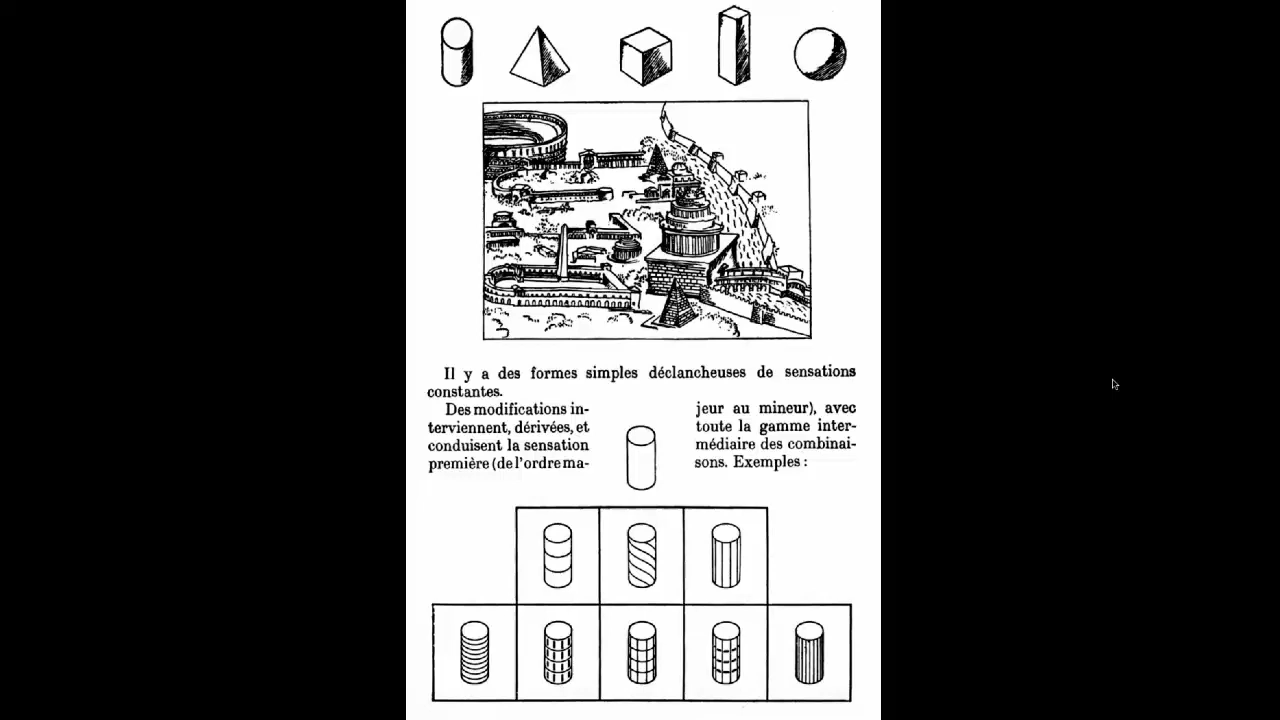 Il y a des formes simples déclancheuses de sensations
constantes.
Des modifications in-
terviennent, dérivées, et
conduisent la sensation
première (de l'ordre ma-
jeur au mineur), avec
toute la gamme inter-
médiaire des combinai-
sons. Exemples :